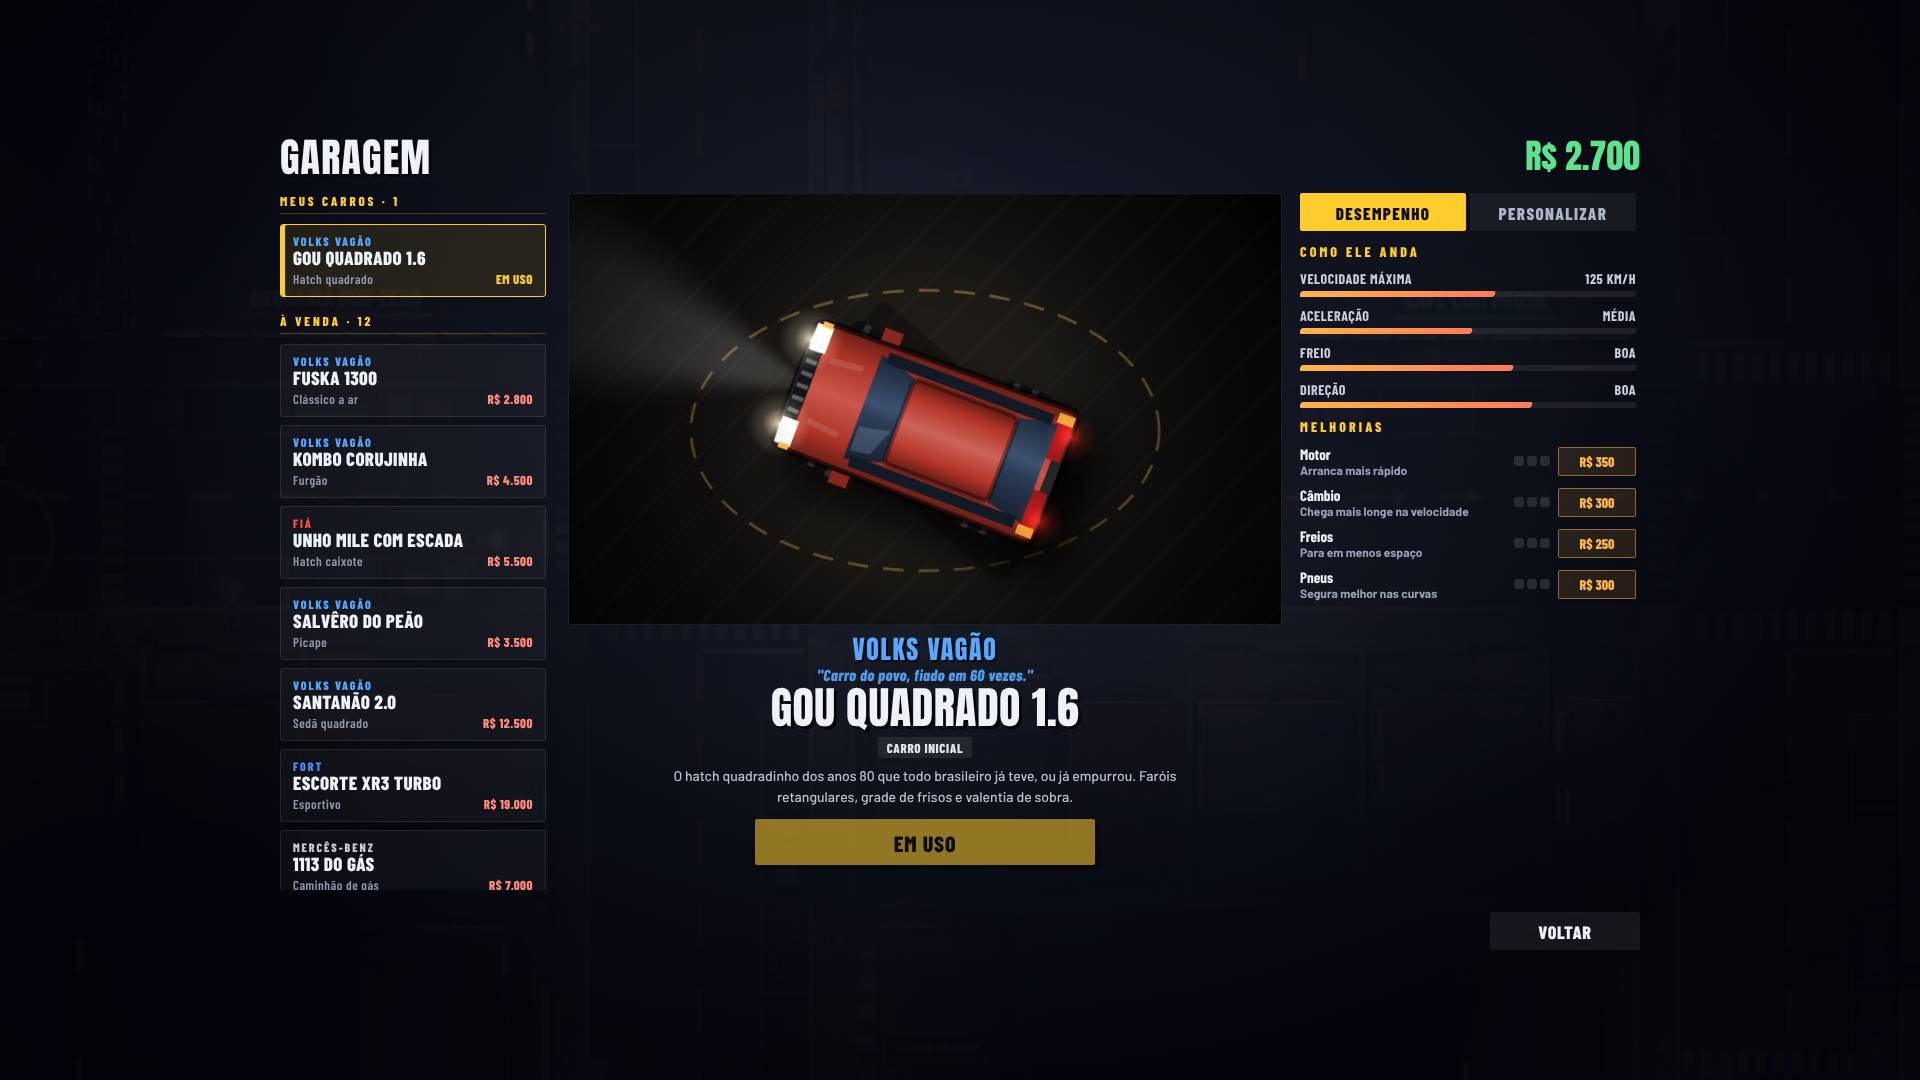 GARAGEM
R$ 2.700
MEUS CARROS · 1
VOLKS VAGÃO
GOU QUADRADO 1.6
Hatch quadrado
EM USO
À VENDA · 12
VOLKS VAGÃO
FUSKA 1300
Clássico a ar
R$ 2.800
VOLKS VAGÃO
KOMBO CORUJINHA
Furgão
R$ 4.500
FIÁ
UNHO MILE COM ESCADA
Hatch caixote
R$ 5.500
VOLKS VAGÃO
SALVÊRO DO PEÃO
Picape
R$ 3.500
VOLKS VAGÃO
SANTANÃO 2.0
Sedã quadrado
R$ 12.500
FORT
ESCORTE XR3 TURBO
Esportivo
R$ 19.000
MERCÊS-BENZ
1113 DO GÁS
Caminhão de gás
R$ 7.000
VOLKS VAGÃO
"Carro do povo, fiado em 60 vezes."
GOU QUADRADO 1.6
CARRO INICIAL
O hatch quadradinho dos anos 80 que todo brasileiro já teve, ou já empurrou. Faróis
retangulares, grade de frisos e valentia de sobra.
EM USO
DESEMPENHO
PERSONALIZAR
COMO ELE ANDA
VELOCIDADE MÁXIMA
125 KM/H
ACELERAÇÃO
MÉDIA
FREIO
BOA
DIREÇÃO
BOA
MELHORIAS
Motor
Arranca mais rápido
R$ 350
Câmbio
Chega mais longe na velocidade
R$ 300
Freios
Para em menos espaço
R$ 250
Pneus
Segura melhor nas curvas
R$ 300
VOLTAR